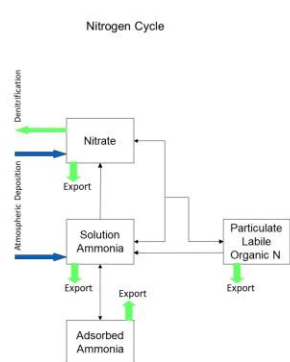 Nitrogen Cycle
Denitrification
Nitrate
Export
Atmospheric Deposition
Solution
Ammonia
Particulate
Labile
Organic N
Export
Export
Export
Adsorbed
Ammonia